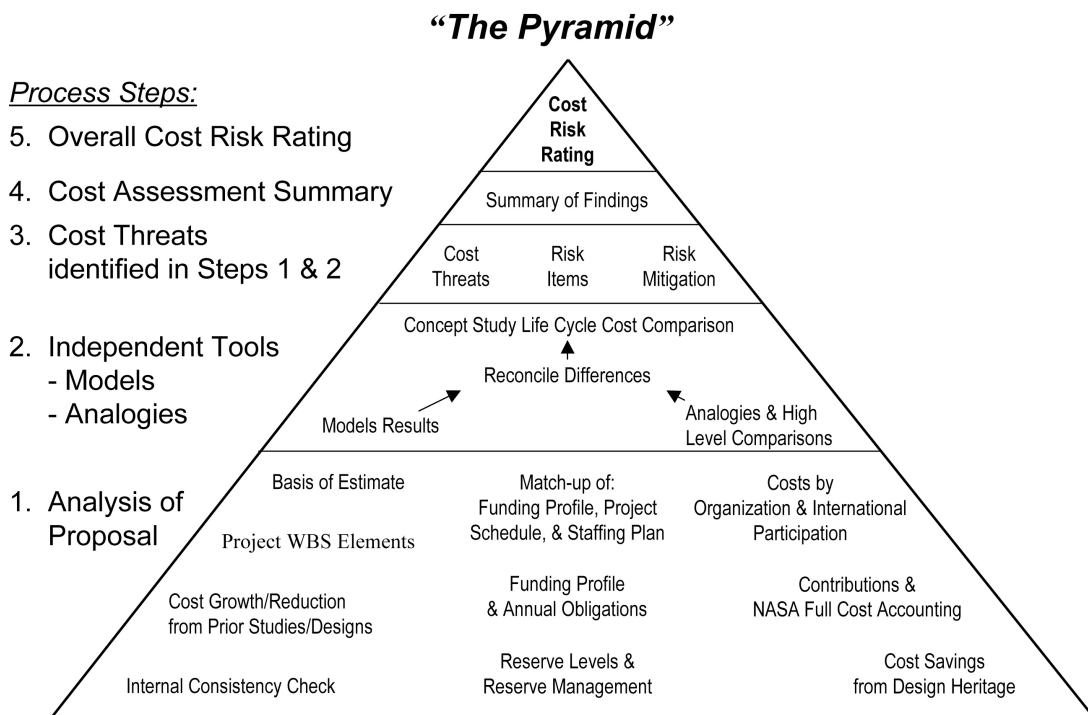 “The Pyramid”
Process Steps:
5. Overall Cost Risk Rating
4. Cost Assessment Summary
3. Cost Threats
identified in Steps 1 & 2
2. Independent Tools
- Models
- Analogies
1. Analysis of
Proposal
Cost
Risk
Rating
Summary of Findings
Cost
Threats
Risk
Items
Risk
Mitigation
Concept Study Life Cycle Cost Comparison
Reconcile Differences
Models Results
Analogies & High
Level Comparisons
Basis of Estimate
Project WBS Elements
Cost Growth/Reduction
from Prior Studies/Designs
Internal Consistency Check
Match-up of:
Funding Profile, Project
Schedule, & Staffing Plan
Funding Profile
& Annual Obligations
Reserve Levels &
Reserve Management
Costs by
Organization & International
Participation
Contributions &
NASA Full Cost Accounting
Cost Savings
from Design Heritage